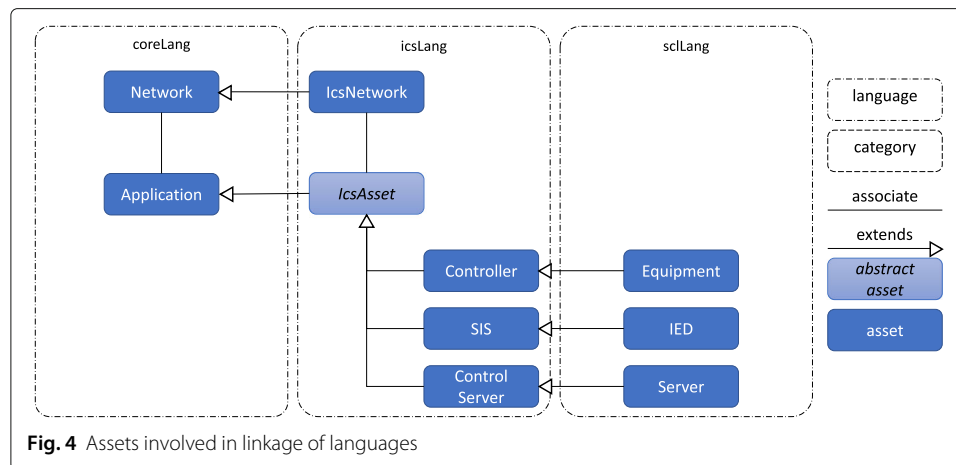 coreLang
icsLang
sclLang
Network
IcsNetwork
language
category
Application
IcsAsset
associate
extends
Controller
Equipment
abstract
asset
SIS
IED
asset
Control
Server
Server
Fig. 4 Assets involved in linkage of languages